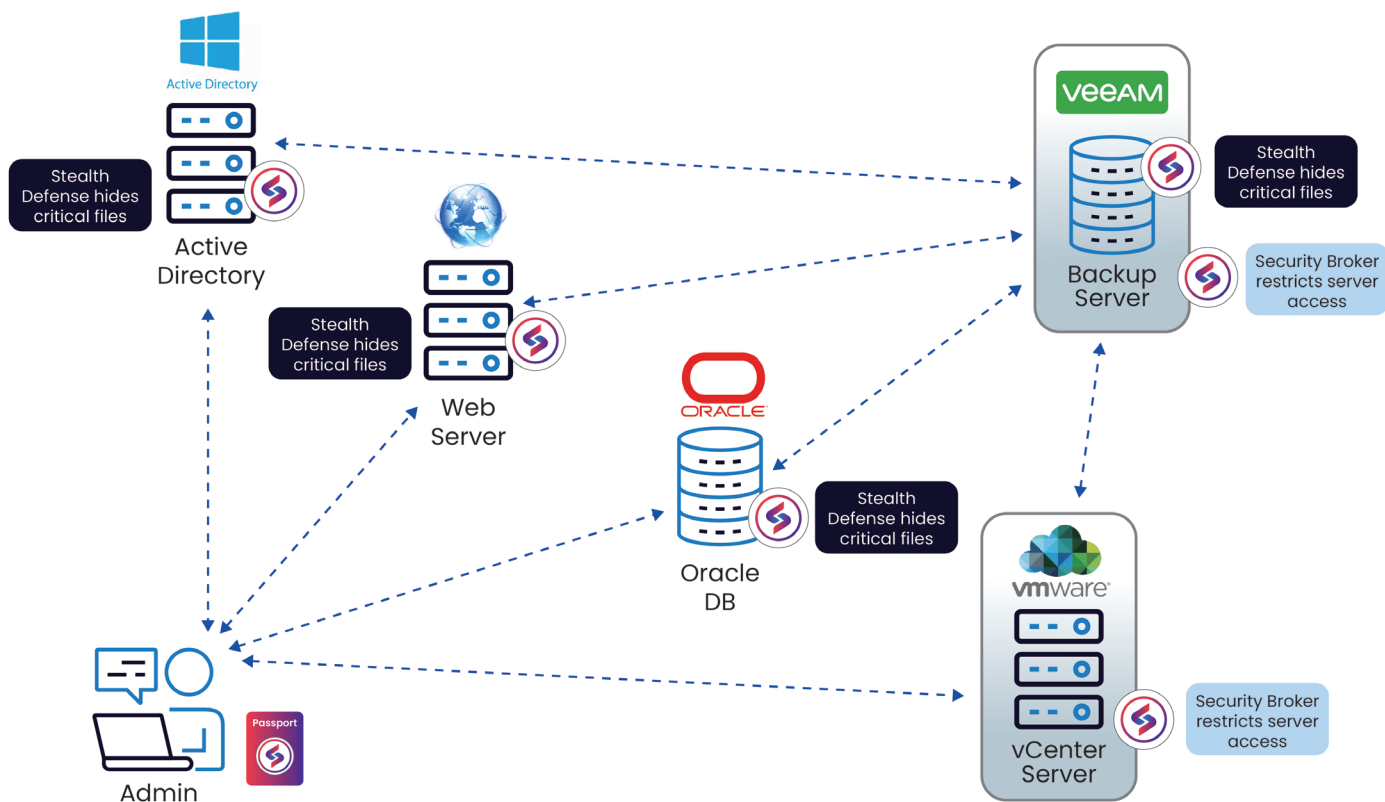 Active Directory
Stealth
Defense hides
critical files
Active
Directory
Stealth
Defense hides
critical files
Web
Server
ORACLE
Stealth
Defense hides
critical files
Oracle
DB
veeAM
Stealth
Defense hides
critical files
Backup
Server
Security Broker
restricts server
access
vmware®
vCenter
Server
Security Broker
restricts server
access
Passport
Admin